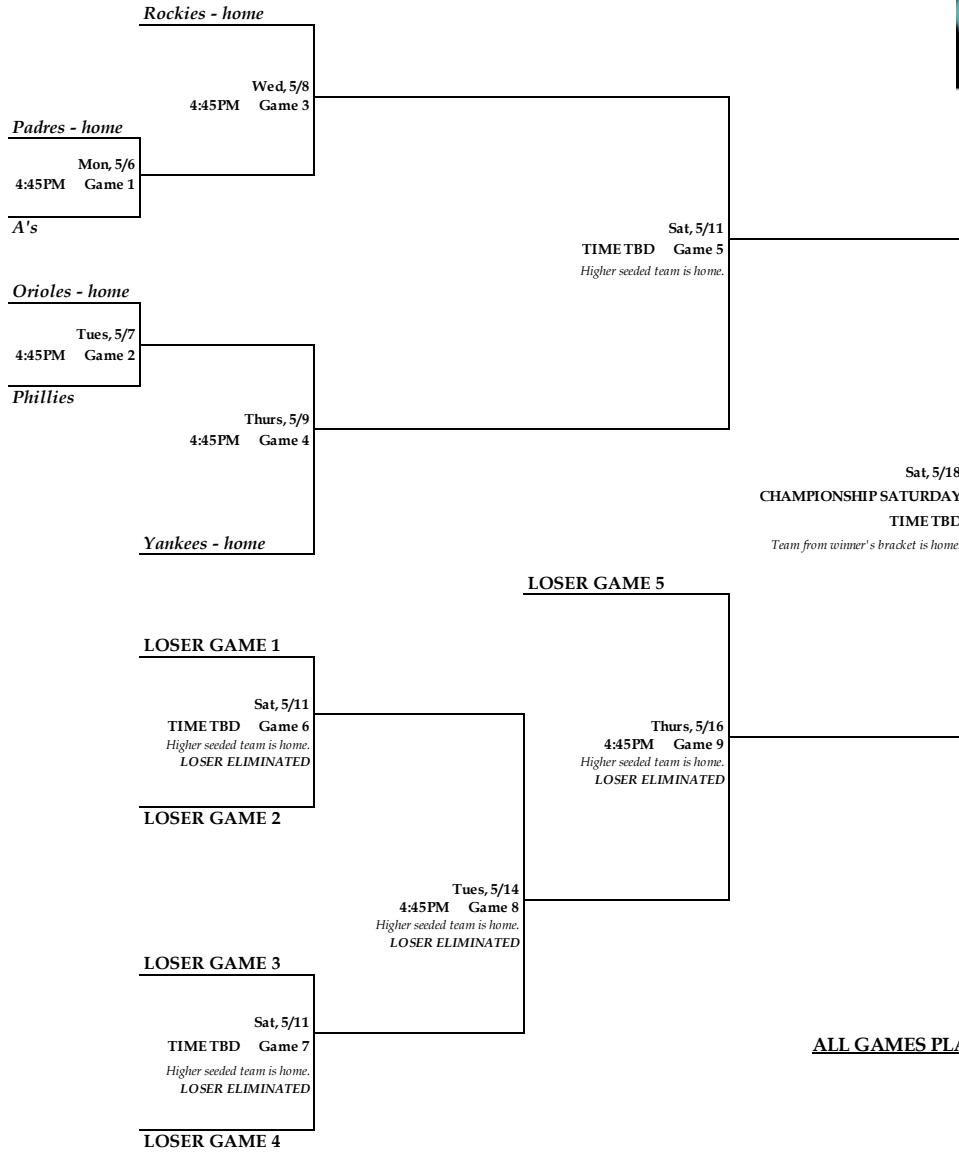 Rockies - home
Wed, 5/8
4:45PM Game 3
Padres - home
Mon, 5/6
4:45PM Game 1
A's
Sat, 5/11
TIME TBD Game 5
Higher seeded team is home.
Orioles - home
Tues, 5/7
4:45PM Game 2
Phillies
Thurs, 5/9
4:45PM Game 4
Yankees - home
Sat, 5/18
CHAMPIONSHIP SATURDAY
TIME TBD
Team from winner's bracket is home.
LOSER GAME 5
LOSER GAME 1
Sat, 5/11
TIME TBD Game 6
Higher seeded team is home.
LOSER ELIMINATED
LOSER GAME 2
Thurs, 5/16
4:45PM Game 9
Higher seeded team is home.
LOSER ELIMINATED
Tues, 5/14
4:45PM Game 8
Higher seeded team is home.
LOSER ELIMINATED
LOSER GAME 3
Sat, 5/11
TIME TBD Game 7
Higher seeded team is home.
LOSER ELIMINATED
LOSER GAME 4
ALL GAMES